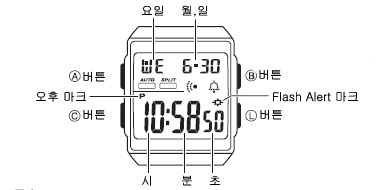 요일 월.일
WE 6-30
AUTO SPLIT
Ⓐ버튼 Ⓑ버튼
오후 마크 P Flash Alert 마크
Ⓒ버튼 10:58 50 Ⓛ버튼
시 분 초